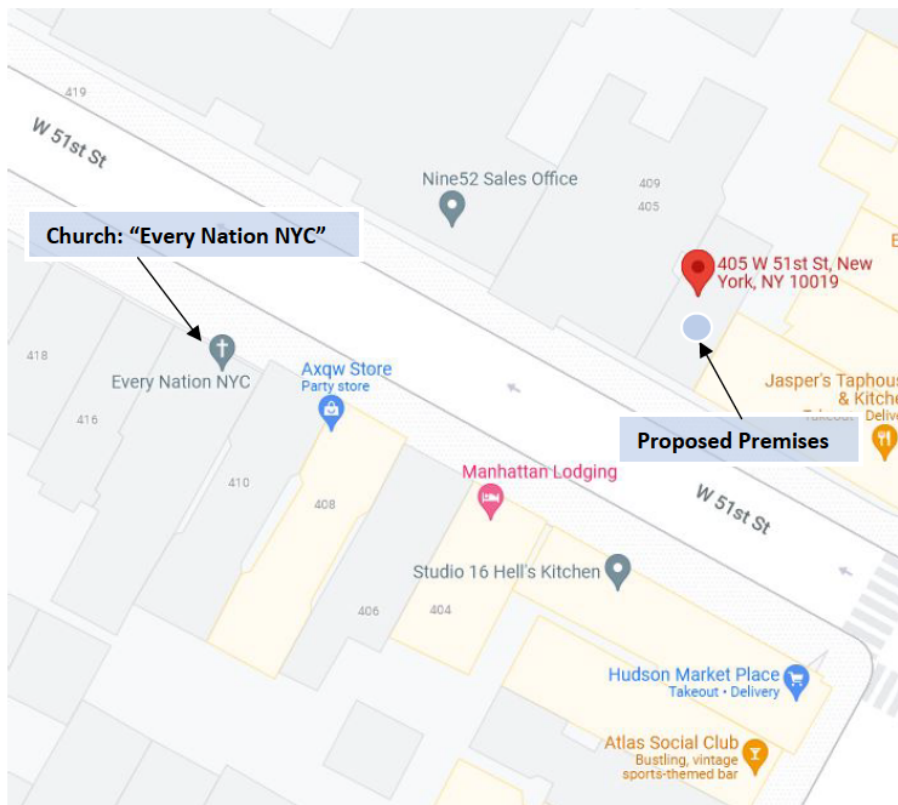 419
W 51st St
Nine52 Sales Office
409
405
Church: “Every Nation NYC”
E
405 W 51st St, New
York, NY 10019
418
Every Nation NYC
Axqw Store
Party store
Jasper's Taphous
& Kitche
Takeout • Delive
416
Proposed Premises
410
Manhattan Lodging
408
W 51st St
Studio 16 Hell's Kitchen
406
404
Hudson Market Place
Takeout • Delivery
Atlas Social Club
Bustling, vintage
sports-themed bar